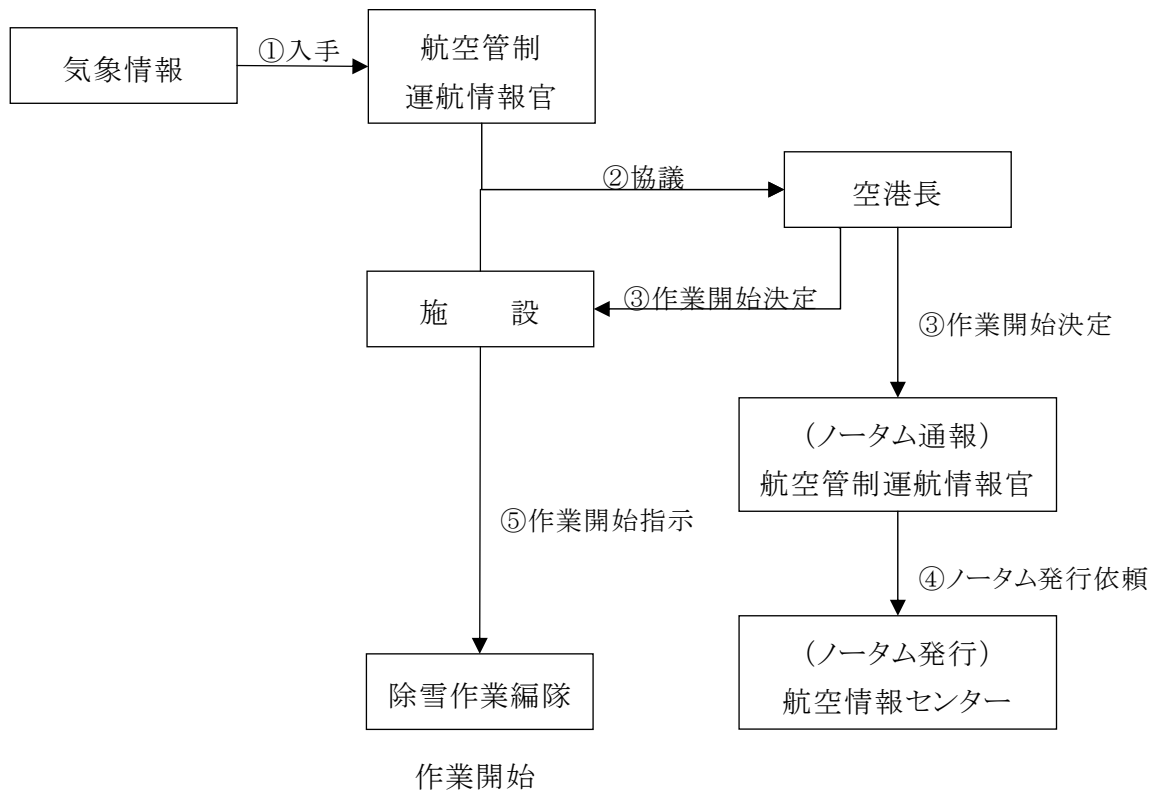 気象情報
①入手
航空管制
運航情報官
②協議
空港長
施　　設
③作業開始決定
③作業開始決定
（ノータム通報）
航空管制運航情報官
⑤作業開始指示
④ノータム発行依頼
（ノータム発行）
航空情報センター
除雪作業編隊
作業開始